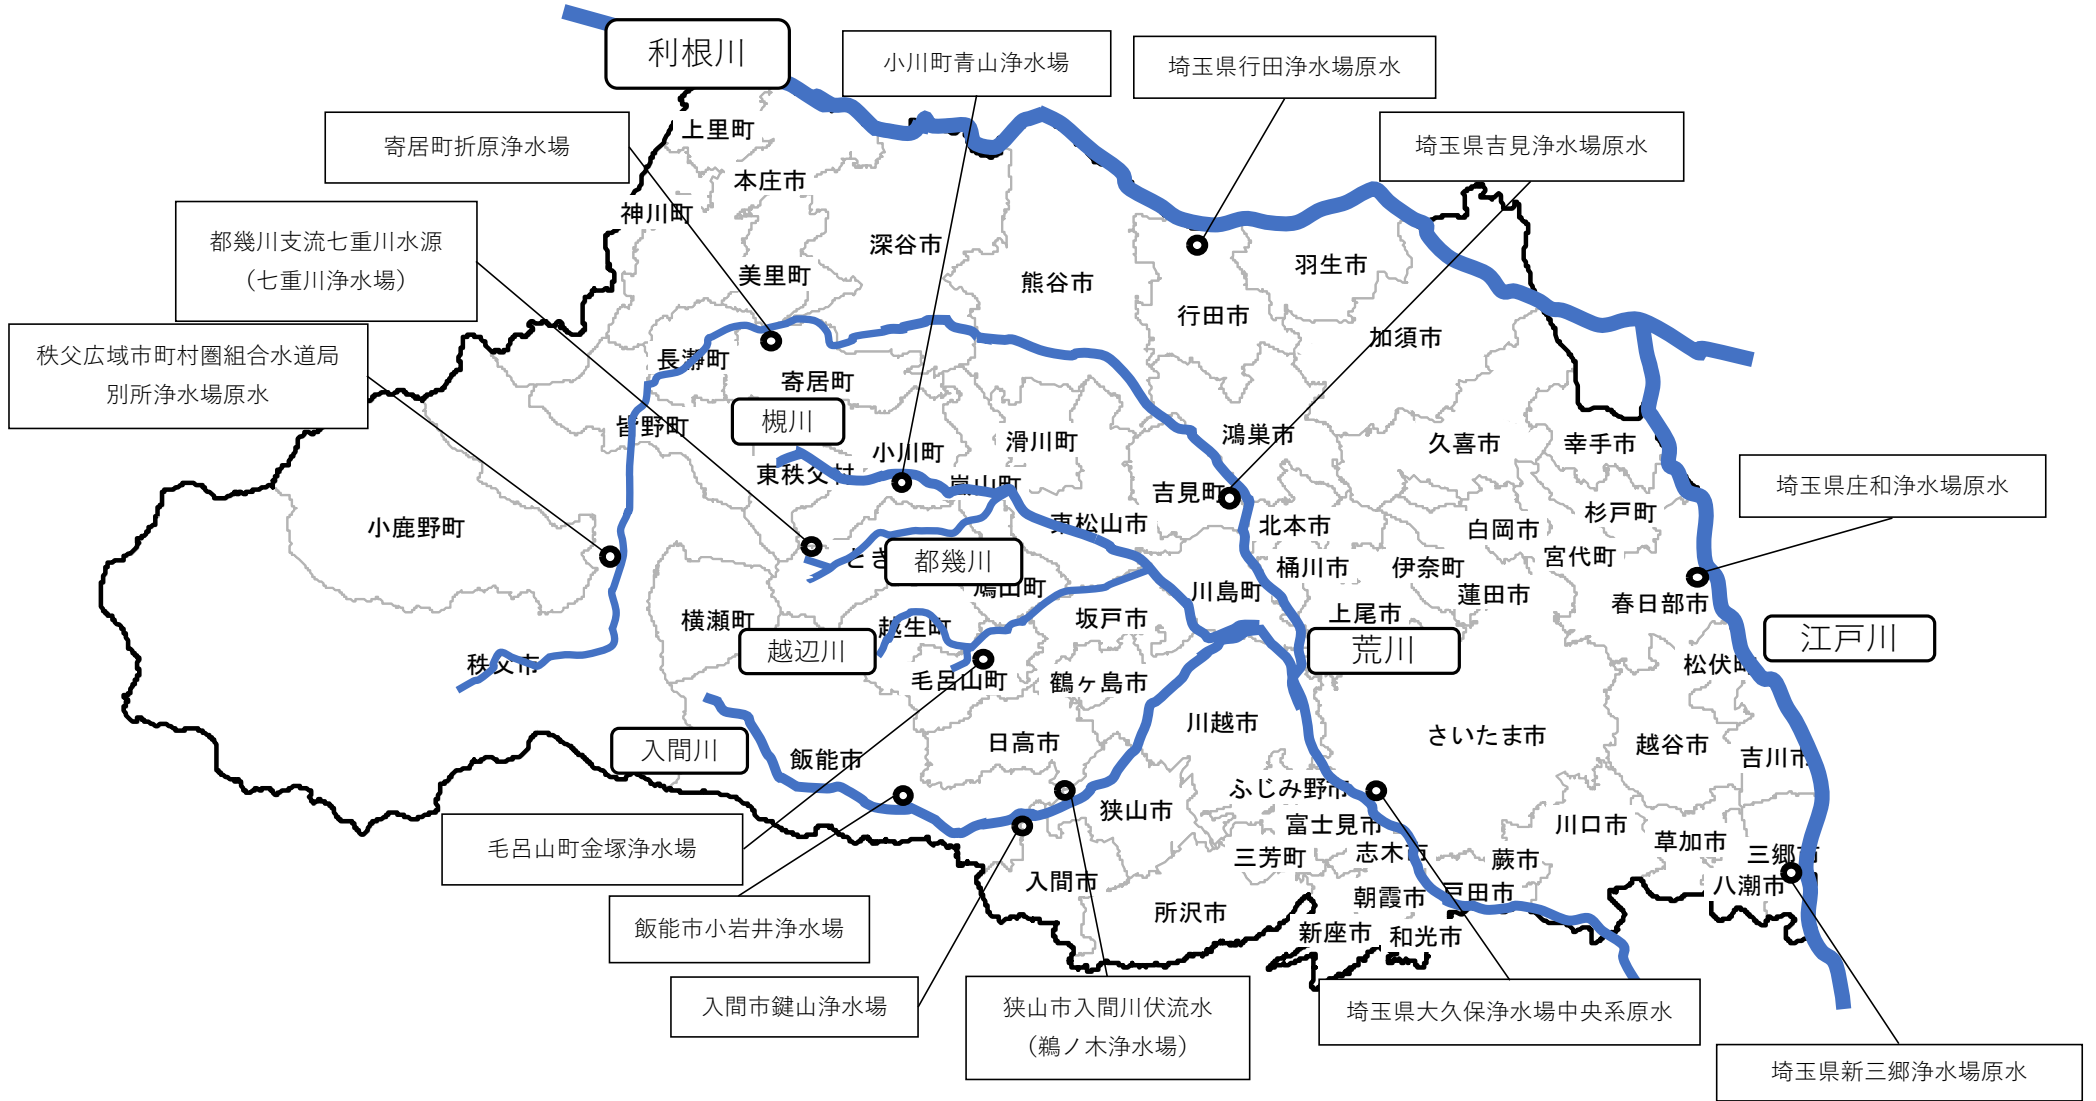 利根川
小川町青山浄水場
埼玉県行田浄水場原水
寄居町折原浄水場
埼玉県吉見浄水場原水
都幾川支流七重川水源
（七重川浄水場）
秩父広域市町村圏組合水道局
別所浄水場原水
上里町
本庄市
神川町
深谷市
美里町
熊谷市
羽生市
行田市
加須市
長瀞町
寄居町
槻川
皆野町
小川町
滑川町
鴻巣市
久喜市
幸手市
東秩父村
嵐山町
吉見町
埼玉県庄和浄水場原水
小鹿野町
東松山市
北本市
白岡市
杉戸町
とき
都幾川
鳩山町
桶川市
伊奈町
宮代町
川島町
蓮田市
春日部市
横瀬町
越生町
坂戸市
上尾市
江戸川
越辺川
荒川
秩父市
毛呂山町
鶴ヶ島市
松伏町
川越市
さいたま市
越谷市
吉川市
入間川
飯能市
日高市
ふじみ野市
狭山市
富士見市
川口市
草加市
毛呂山町金塚浄水場
三芳町
志木市
蕨市
三郷市
入間市
八潮市
朝霞市
戸田市
所沢市
新座市
和光市
飯能市小岩井浄水場
入間市鍵山浄水場
狭山市入間川伏流水
（鵜ノ木浄水場）
埼玉県大久保浄水場中央系原水
埼玉県新三郷浄水場原水